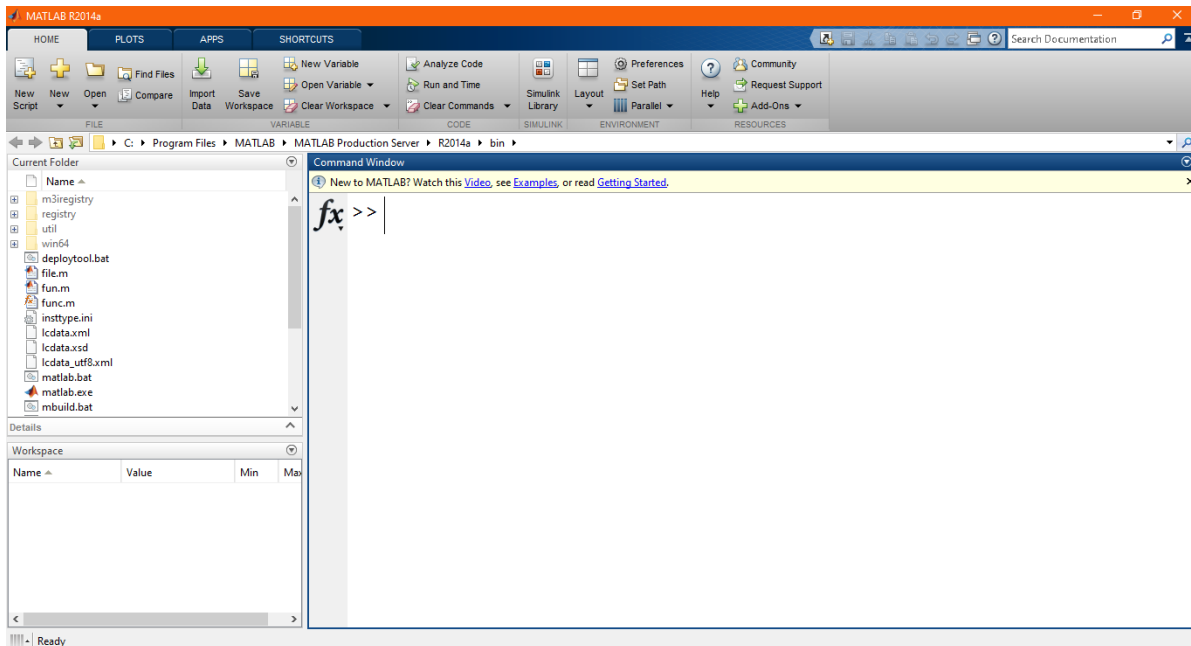 MATLAB R2014a
HOME PLOTS APPS SHORTCUTS
Search Documentation
New Script
New
Open
Find Files
Compare
FILE
Import Data
Save Workspace
New Variable
Open Variable
Clear Workspace
VARIABLE
Analyze Code
Run and Time
Clear Commands
CODE
Simulink Library
SIMULINK
Layout
Preferences
Set Path
Parallel
ENVIRONMENT
Help
Community
Request Support
Add-Ons
RESOURCES
C: Program Files MATLAB MATLAB Production Server R2014a bin
Current Folder
Name
m3iregistry
registry
util
win64
deploytool.bat
file.m
fun.m
func.m
insttype.ini
lcdata.xml
lcdata.xsd
lcdata_utf8.xml
matlab.bat
matlab.exe
mbuild.bat
Details
Workspace
Name Value Min Max
Command Window
New to MATLAB? Watch this Video, see Examples, or read Getting Started.
fx >>
Ready